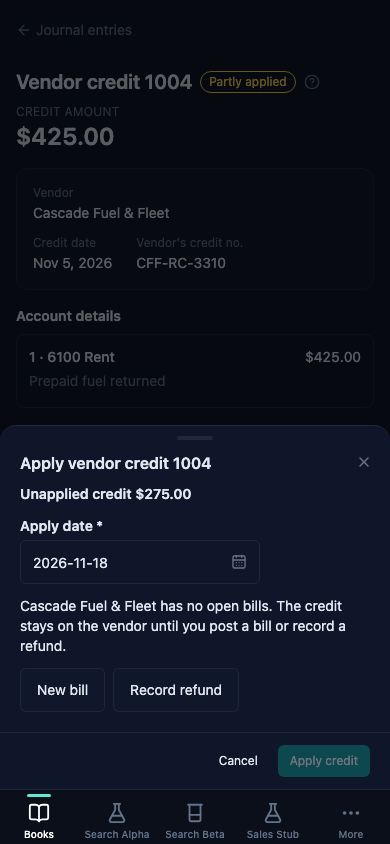 Journal entries
Vendor credit 1004 Partly applied ?
CREDIT AMOUNT
$425.00
Vendor
Cascade Fuel & Fleet
Credit date Vendor's credit no.
Nov 5, 2026 CFF-RC-3310
Account details
1 · 6100 Rent $425.00
Prepaid fuel returned
Apply vendor credit 1004
Unapplied credit $275.00
Apply date *
2026-11-18
Cascade Fuel & Fleet has no open bills. The credit
stays on the vendor until you post a bill or record a
refund.
New bill Record refund
Cancel Apply credit
Books Search Alpha Search Beta Sales Stub More